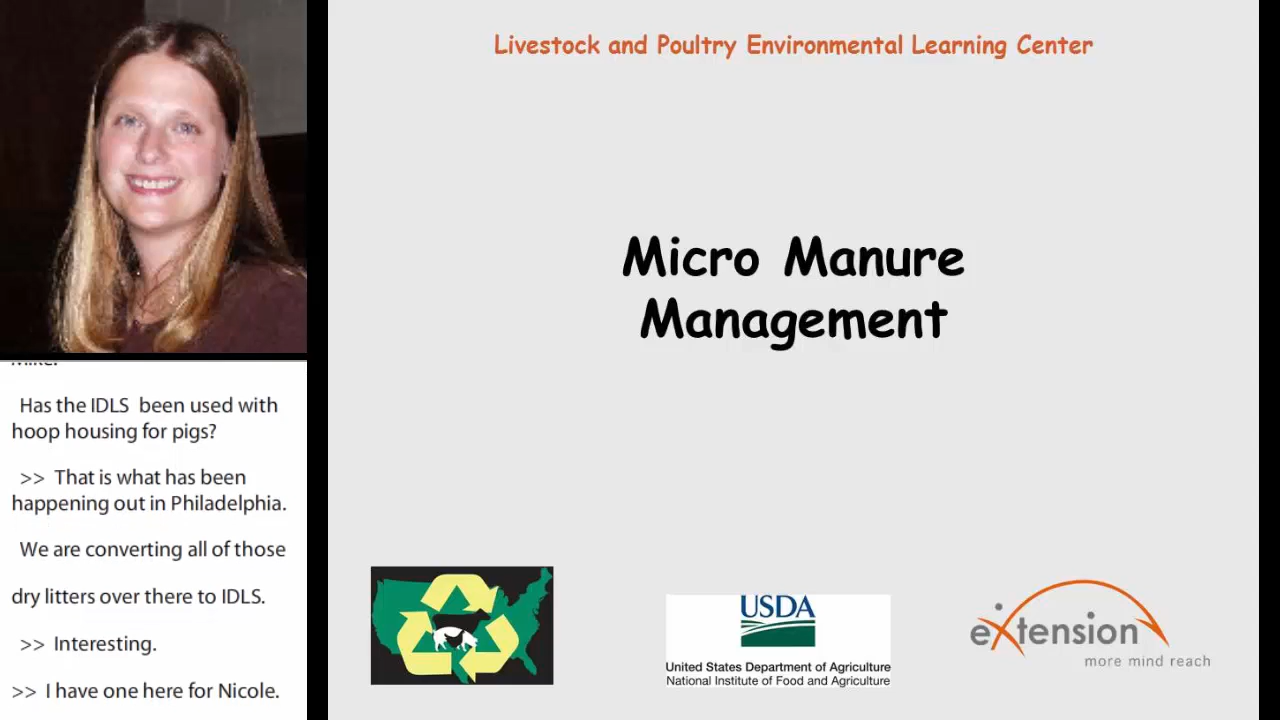 Livestock and Poultry Environmental Learning Center
Micro Manure
Management
Mike.
Has the IDLS been used with
hoop housing for pigs?
>> That is what has been
happening out in Philadelphia.
We are converting all of those
dry litters over there to IDLS.
>> Interesting.
>> I have one here for Nicole.
USDA
United States Department of Agriculture
National Institute of Food and Agriculture
eXtension
more mind reach